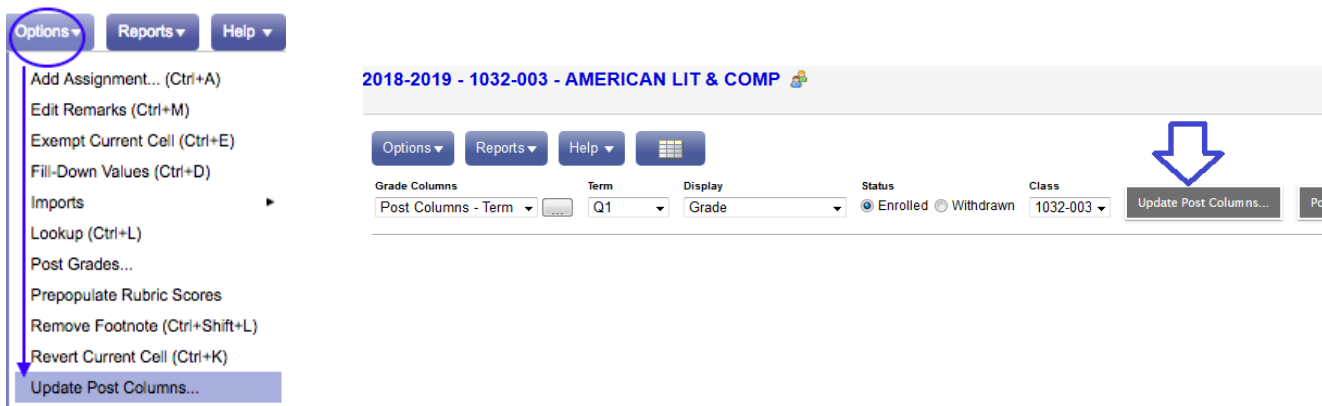 Options Reports Help
Add Assignment... (Ctrl+A)
Edit Remarks (Ctrl+M)
Exempt Current Cell (Ctrl+E)
Fill-Down Values (Ctrl+D)
Imports
Lookup (Ctrl+L)
Post Grades...
Prepopulate Rubric Scores
Remove Footnote (Ctrl+Shift+L)
Revert Current Cell (Ctrl+K)
Update Post Columns...
2018-2019 - 1032-003 - AMERICAN LIT & COMP
Options Reports Help
Grade Columns Term Display Status Class
Post Columns - Term ... Q1 Grade Enrolled Withdrawn 1032-003 Update Post Columns...